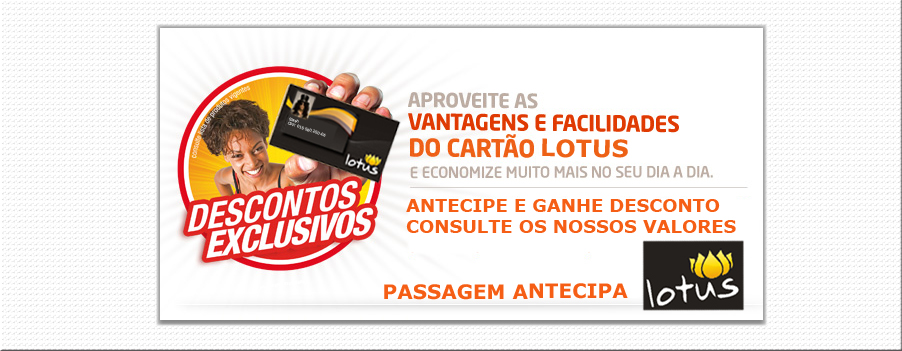 APROVEITE AS
VANTAGENS E FACILIDADES
DO CARTÃO LOTUS
E ECONOMIZE MUITO MAIS NO SEU DIA A DIA.
ANTECIPE E GANHE DESCONTO
CONSULTE OS NOSSOS VALORES
PASSAGEM ANTECIPA
lotus
DESCONTOS
EXCLUSIVOS
lotus